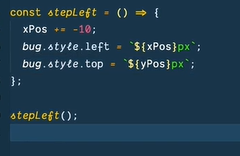 const stepLeft = () => {
xPos += -10;
bug.style.left = `${xPos}px`;
bug.style.top = `${yPos}px`;
};
stepLeft();